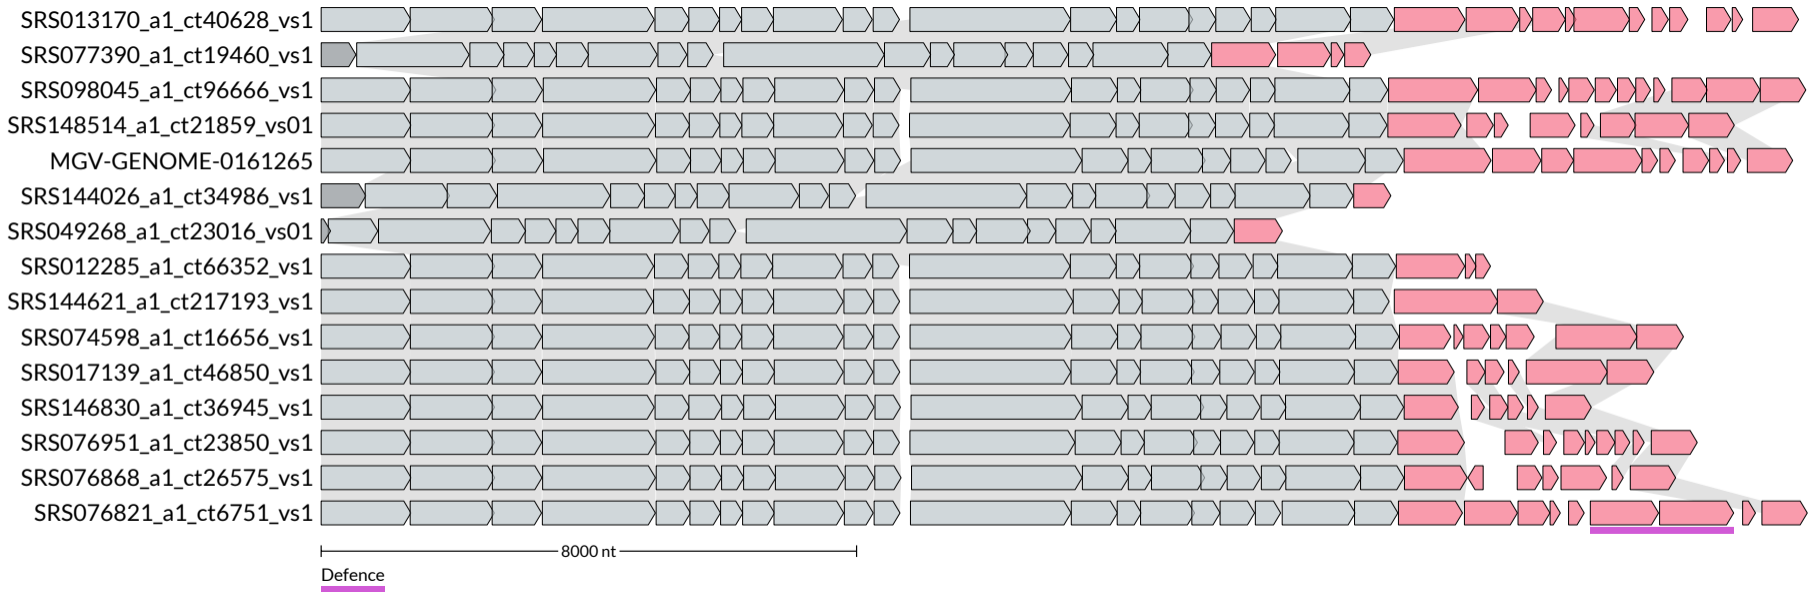 SRS013170_a1_ct40628_vs1
SRS077390_a1_ct19460_vs1
SRS098045_a1_ct96666_vs1
SRS148514_a1_ct21859_vs01
MGV-GENOME-0161265
SRS144026_a1_ct34986_vs1
SRS049268_a1_ct23016_vs01
SRS012285_a1_ct66352_vs1
SRS144621_a1_ct217193_vs1
SRS074598_a1_ct16656_vs1
SRS017139_a1_ct46850_vs1
SRS146830_a1_ct36945_vs1
SRS076951_a1_ct23850_vs1
SRS076868_a1_ct26575_vs1
SRS076821_a1_ct6751_vs1
8000 nt
Defence